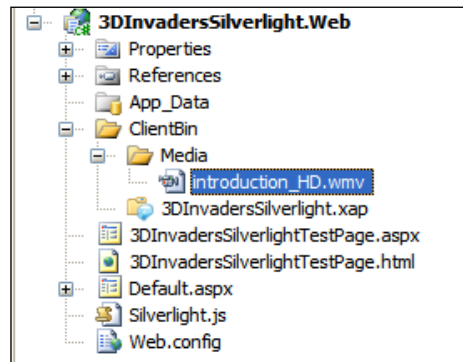 3DInvadersSilverlight.Web
Properties
References
App_Data
ClientBin
Media
introduction_HD.wmv
3DInvadersSilverlight.xap
3DInvadersSilverlightTestPage.aspx
3DInvadersSilverlightTestPage.html
Default.aspx
Silverlight.js
Web.config